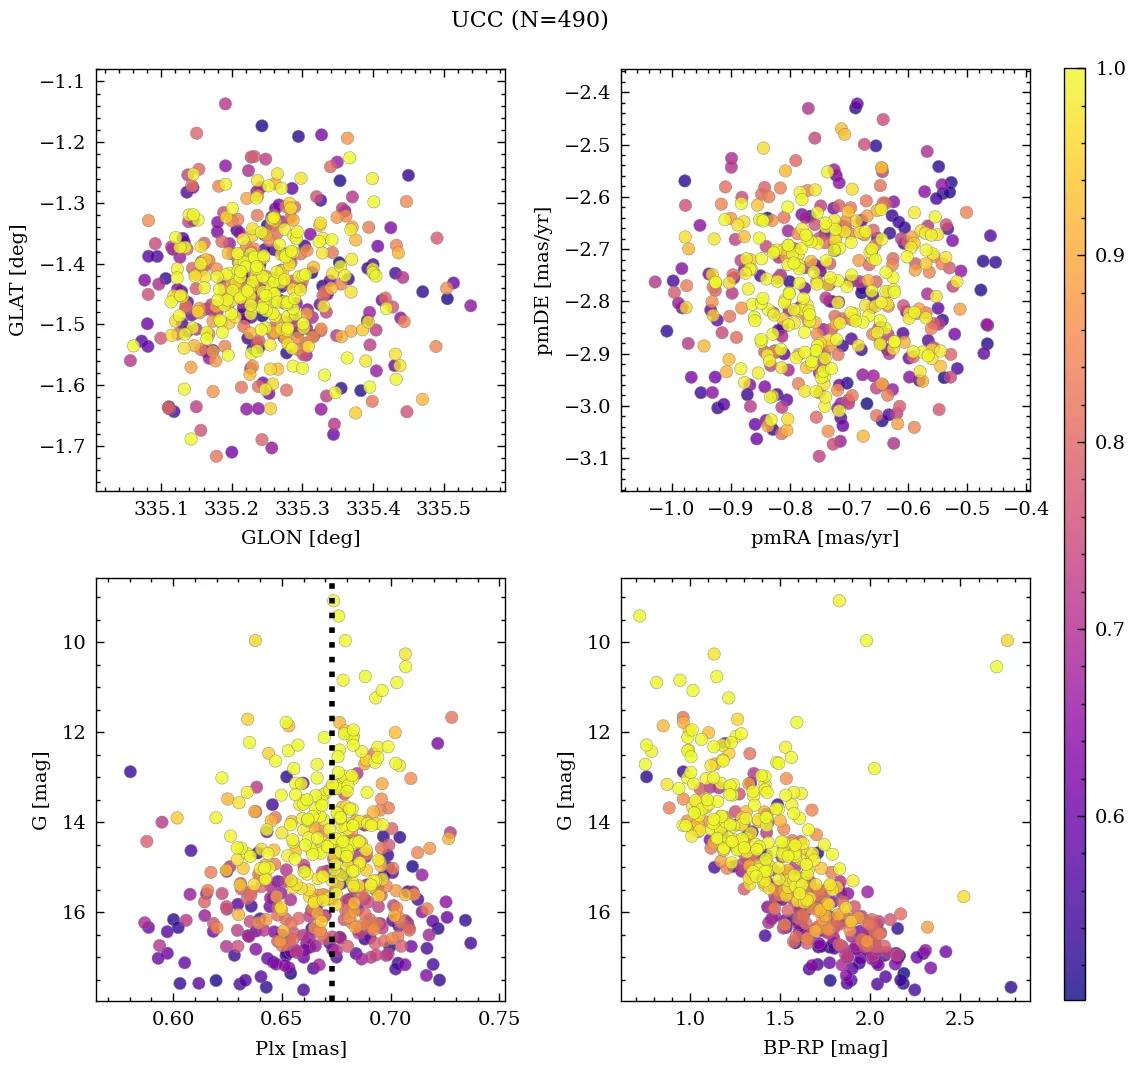 UCC (N=490)
−1.1
−1.2
−1.3
−1.4
−1.5
−1.6
−1.7
GLAT [deg]
335.1 335.2 335.3 335.4 335.5
GLON [deg]
−2.4
−2.5
−2.6
−2.7
−2.8
−2.9
−3.0
−3.1
pmDE [mas/yr]
−1.0 −0.9 −0.8 −0.7 −0.6 −0.5 −0.4
pmRA [mas/yr]
10
12
14
16
G [mag]
0.60 0.65 0.70 0.75
Plx [mas]
10
12
14
16
G [mag]
1.0 1.5 2.0 2.5
BP-RP [mag]
1.0
0.9
0.8
0.7
0.6